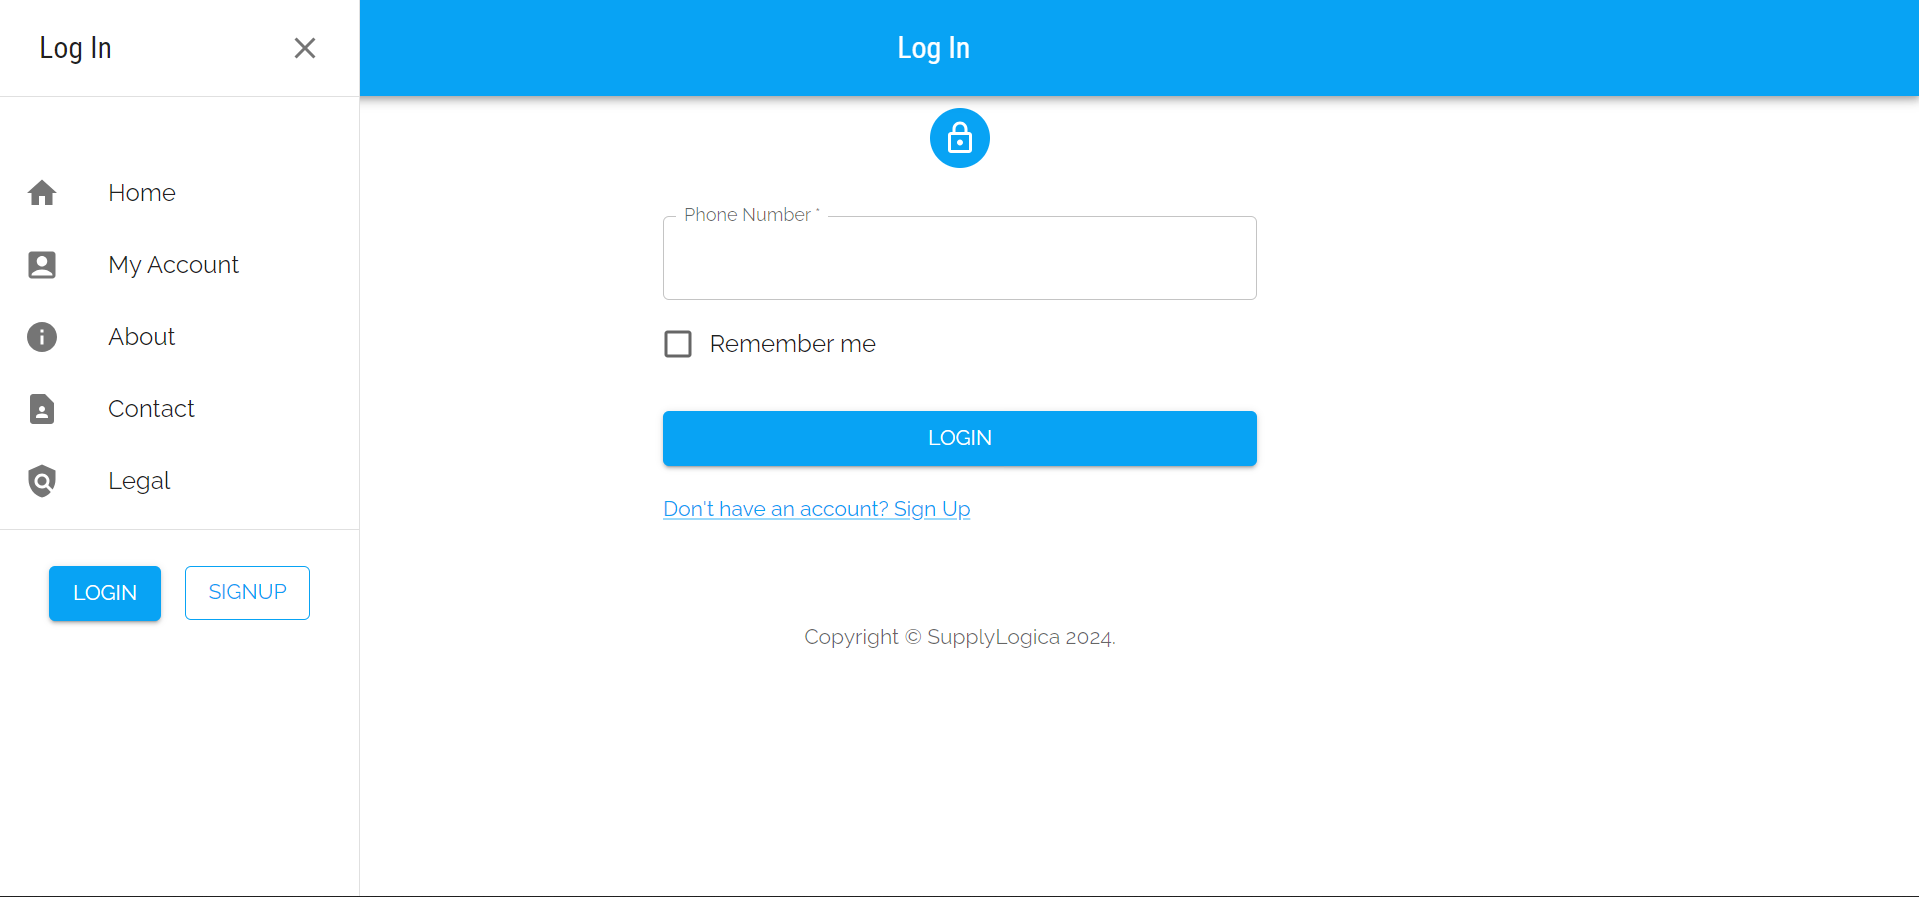 Log In
Log In
Home
My Account
About
Contact
Legal
LOGIN
SIGNUP
Phone Number *
Remember me
LOGIN
Don't have an account? Sign Up
Copyright © SupplyLogica 2024.